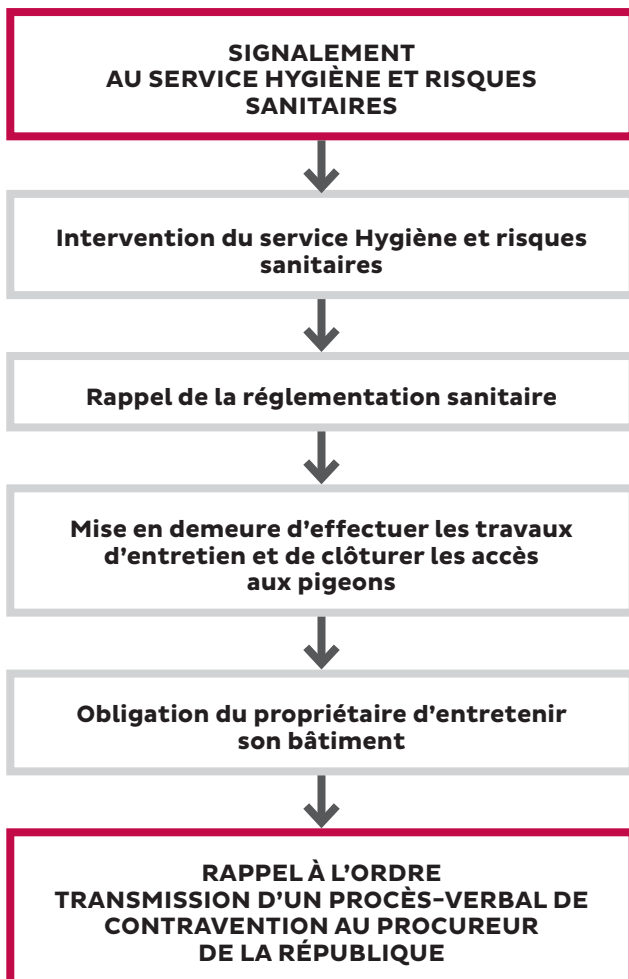 SIGNALEMENT
AU SERVICE HYGIÈNE ET RISQUES
SANITAIRES
Intervention du service Hygiène et risques
sanitaires
Rappel de la réglementation sanitaire
Mise en demeure d’effectuer les travaux
d’entretien et de clôturer les accès
aux pigeons
Obligation du propriétaire d’entretenir
son bâtiment
RAPPEL À L’ORDRE
TRANSMISSION D’UN PROCÈS-VERBAL DE
CONTRAVENTION AU PROCUREUR
DE LA RÉPUBLIQUE